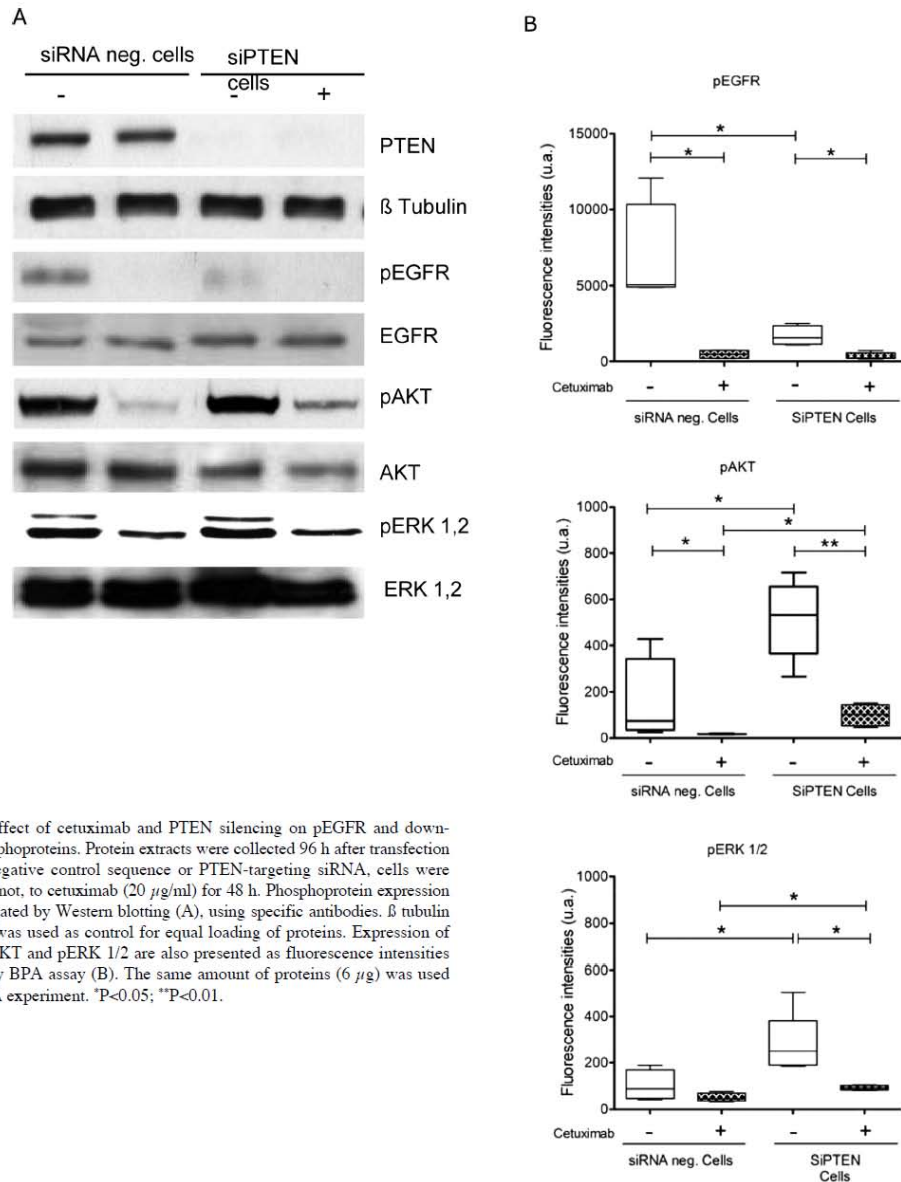 A
siRNA neg. cells siPTEN
cells
- - +
PTEN
ß Tubulin
pEGFR
EGFR
pAKT
AKT
pERK 1,2
ERK 1,2
ffect of cetuximab and PTEN silencing on pEGFR and down-
phoproteins. Protein extracts were collected 96 h after transfection
egative control sequence or PTEN-targeting siRNA, cells were
not, to cetuximab (20 µg/ml) for 48 h. Phosphoprotein expression
ated by Western blotting (A), using specific antibodies. ß tubulin
was used as control for equal loading of proteins. Expression of
KT and pERK 1/2 are also presented as fluorescence intensities
y BPA assay (B). The same amount of proteins (6 µg) was used
A experiment. *P<0.05; **P<0.01.
B
pEGFR
15000
10000
5000
0
Fluorescence intensities (u.a.)
*
* *
Cetuximab - + - +
siRNA neg. Cells SiPTEN Cells
pAKT
1000
800
600
400
200
0
Fluorescence intensities (u.a.)
*
*
* **
Cetuximab - + - +
siRNA neg. Cells SiPTEN Cells
pERK 1/2
1000
800
600
400
200
0
Fluorescence intensities (u.a.)
*
* *
Cetuximab - + - +
siRNA neg. Cells SiPTEN
Cells